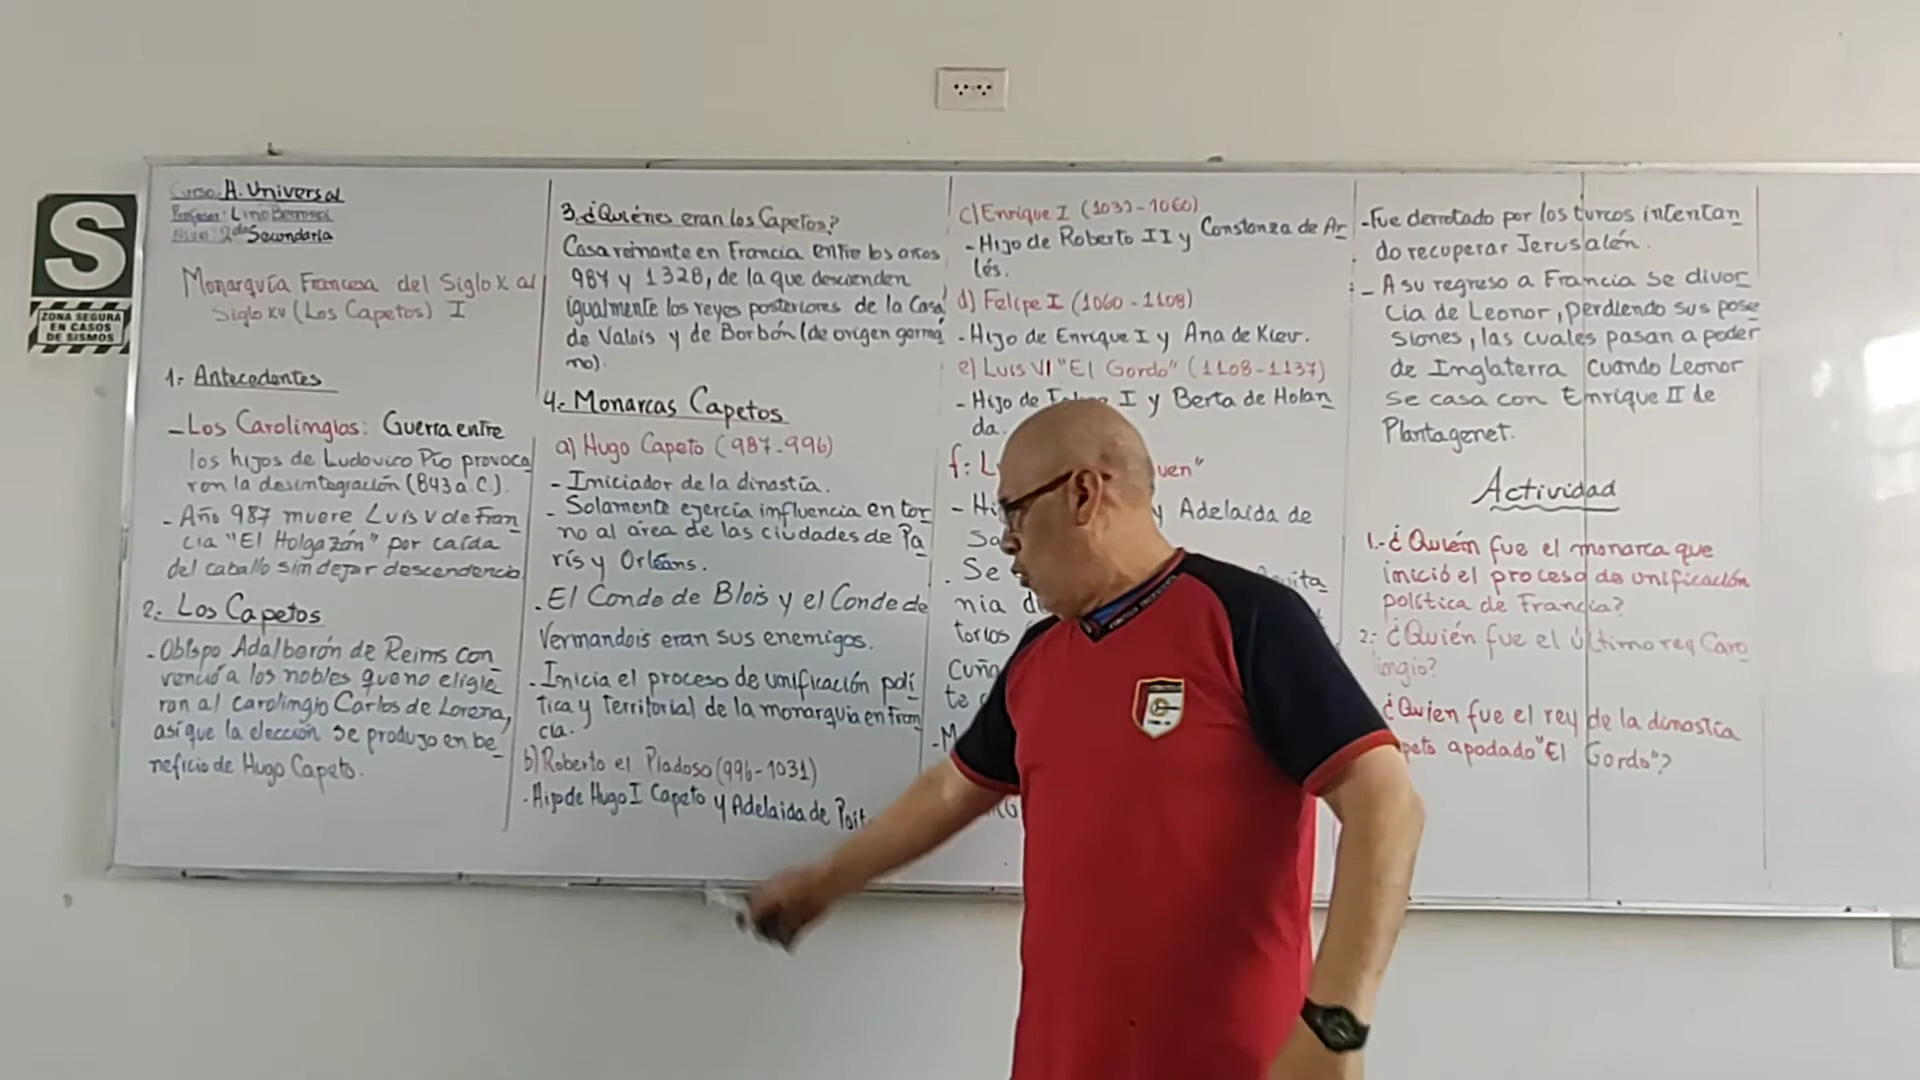 Curso: H. Universal
Profesor: Lino
Nivel: 2do Secundaria
Monarquía Francesa del Siglo X al
Siglo XV (Los Capetos) I
1.- Antecedentes
- Los Carolingios: Guerra entre
los hijos de Ludovico Pío provoca
ron la desintegración (843 a.C.).
- Año 987 muere Luis V de Fran
cia "El Holgazán" por caída
del caballo sin dejar descendencia
2.- Los Capetos
- Obispo Adalberón de Reims con
venció a los nobles que no eligie
ran al carolingio Carlos de Lorena,
así que la elección se produjo en be
neficio de Hugo Capeto.
3. ¿Quiénes eran los Capetos?
Casa reinante en Francia entre los años
987 y 1328, de la que descienden
igualmente los reyes posteriores de la Casa
de Valois y de Borbón (de origen germá
no).
4.- Monarcas Capetos
a) Hugo Capeto (987-996)
- Iniciador de la dinastía.
- Solamente ejercía influencia en tor
no al área de las ciudades de Pa
rís y Orléans.
- El Conde de Blois y el Conde de
Vermandois eran sus enemigos.
- Inicia el proceso de unificación polí
tica y territorial de la monarquía en Fran
cia.
b) Roberto el Piadoso (996-1031)
- Hijo de Hugo I Capeto y Adelaida de Poit
c) Enrique I (1031-1060)
- Hijo de Roberto II y Constanza de Ar
lés.
d) Felipe I (1060-1108)
- Hijo de Enrique I y Ana de Kiev.
e) Luis VI "El Gordo" (1108-1137)
- Hijo de I y Berta de Holan
da.
f: L ven"
- Hi y Adelaida de
Sa
. Se
nia d
torios
Cuña
te
- M
- Fue derrotado por los turcos intentan
do recuperar Jerusalén.
- A su regreso a Francia se divor
cia de Leonor, perdiendo sus pose
siones, las cuales pasan a poder
de Inglaterra cuando Leonor
se casa con Enrique II de
Plantagenet.
Actividad
1.- ¿Quién fue el monarca que
inició el proceso de unificación
política de Francia?
2.- ¿Quién fue el último rey Caro
lingio?
¿Quien fue el rey de la dinastía
peto apodado "El Gordo"?
S
ZONA SEGURA
EN CASOS
DE SISMOS